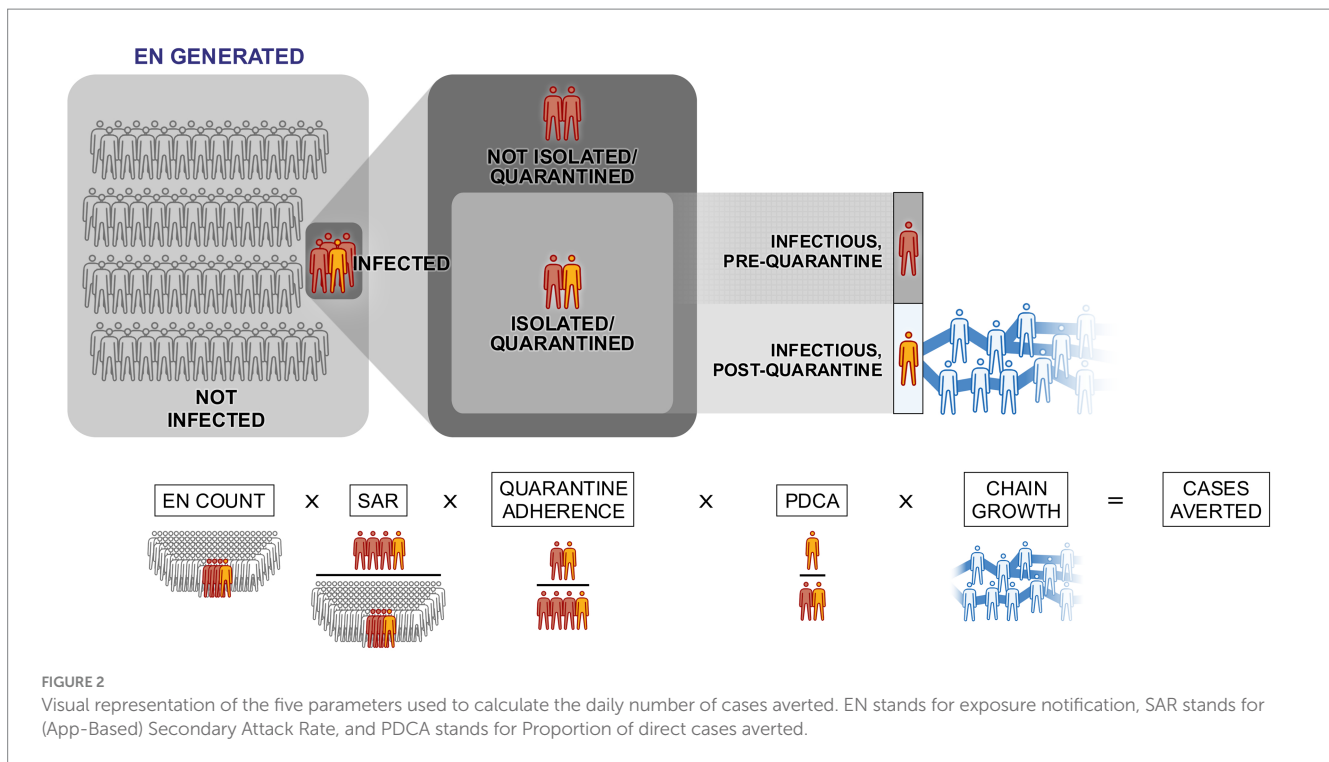 EN GENERATED
NOT ISOLATED/
QUARANTINED
INFECTED
ISOLATED/
QUARANTINED
NOT
INFECTED
INFECTIOUS,
PRE-QUARANTINE
INFECTIOUS,
POST-QUARANTINE
EN COUNT x SAR x QUARANTINE ADHERENCE x PDCA x CHAIN GROWTH = CASES AVERTED
FIGURE 2
Visual representation of the five parameters used to calculate the daily number of cases averted. EN stands for exposure notification, SAR stands for
(App-Based) Secondary Attack Rate, and PDCA stands for Proportion of direct cases averted.